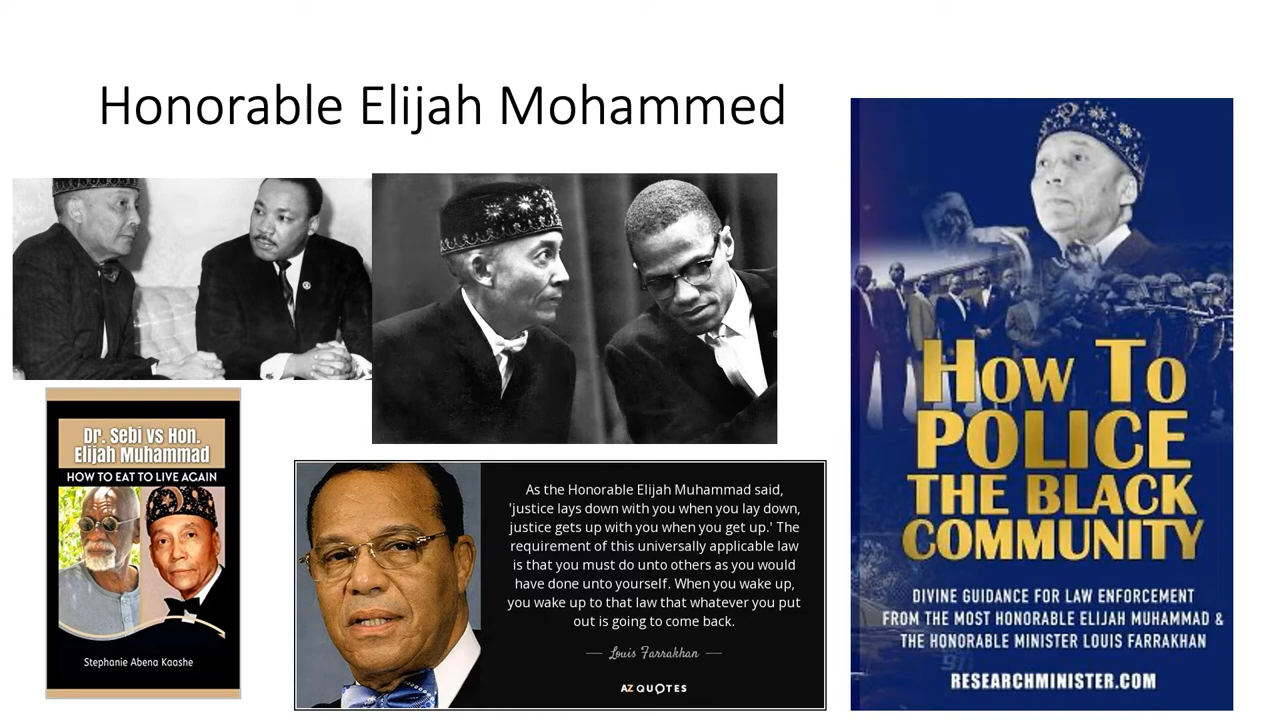 Honorable Elijah Mohammed
Dr. Sebi vs Hon.
Elijah Muhammad
HOW TO EAT TO LIVE AGAIN
Stephanie Abena Kaashe
As the Honorable Elijah Muhammad said,
'justice lays down with you when you lay down,
justice gets up with you when you get up.' The
requirement of this universally applicable law
is that you must do unto others as you would
have done unto yourself. When you wake up,
you wake up to that law that whatever you put
out is going to come back.
Louis Farrakhan
AZ QUOTES
HOW TO
POLICE
THE BLACK
COMMUNITY
DIVINE GUIDANCE FOR LAW ENFORCEMENT
FROM THE MOST HONORABLE ELIJAH MUHAMMAD &
THE HONORABLE MINISTER LOUIS FARRAKHAN
911
RESEARCHMINISTER.COM